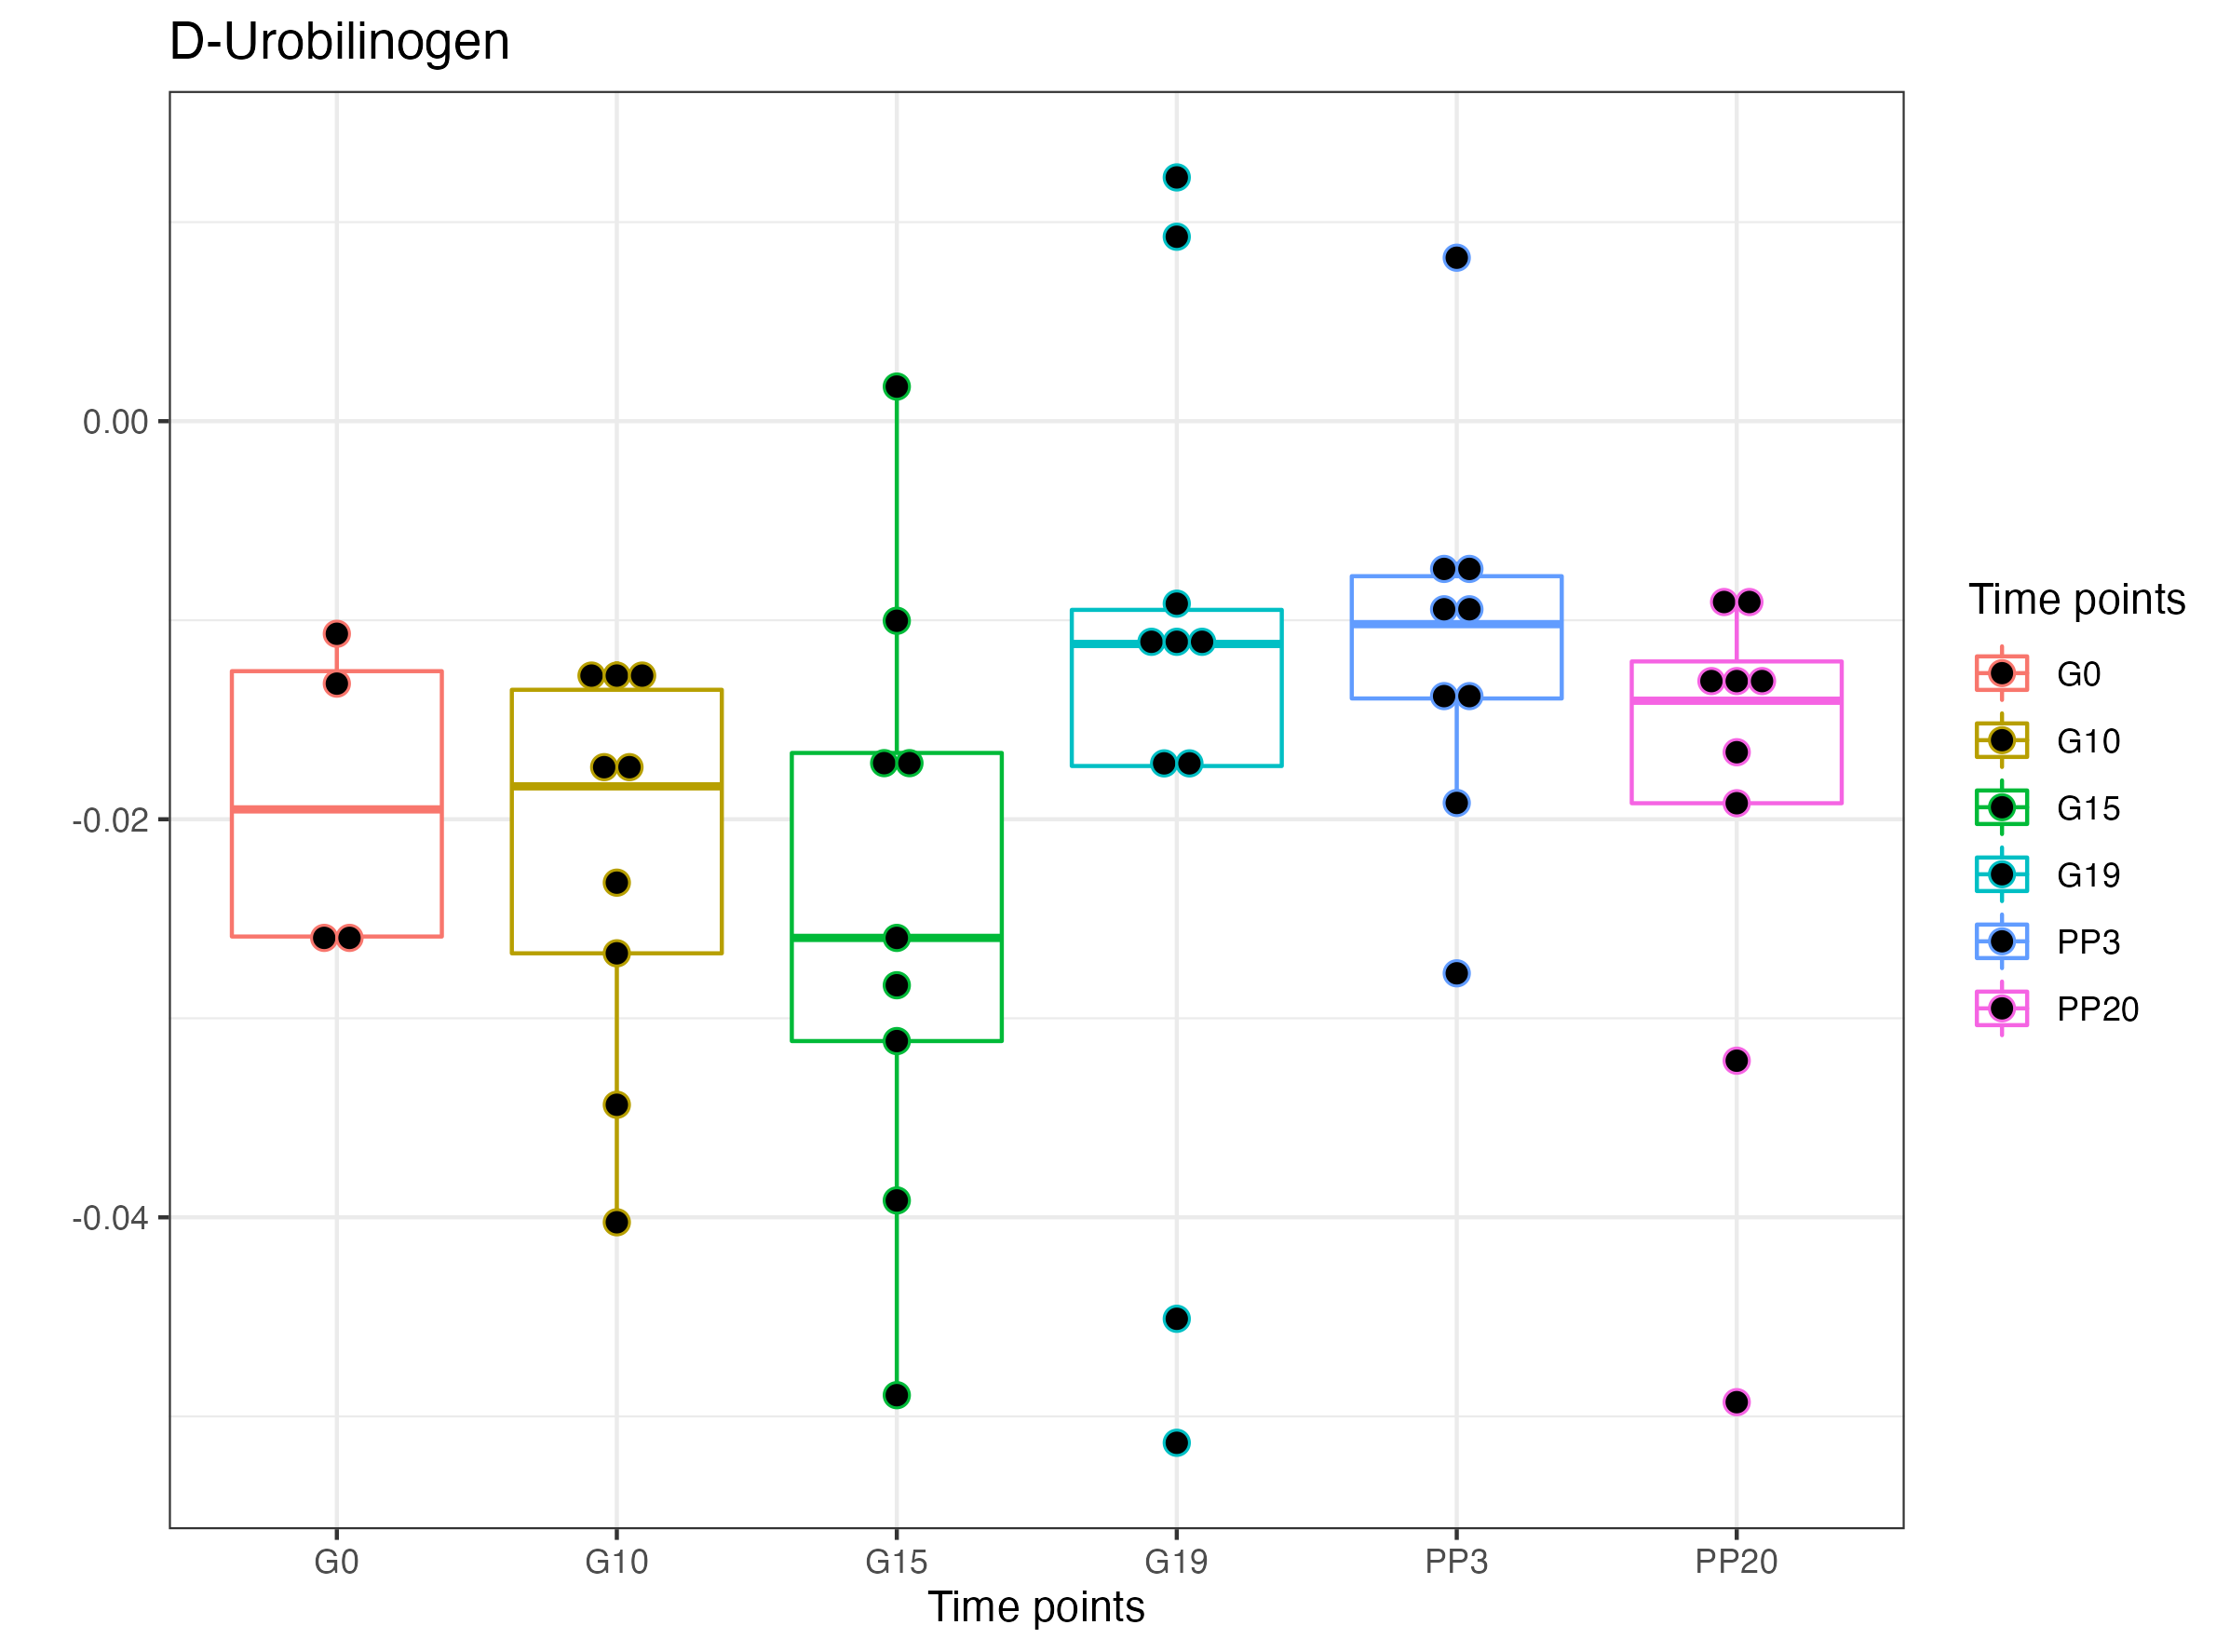 D-Urobilinogen
0.00
-0.02
-0.04
G0 G10 G15 G19 PP3 PP20
Time points
Time points
G0
G10
G15
G19
PP3
PP20